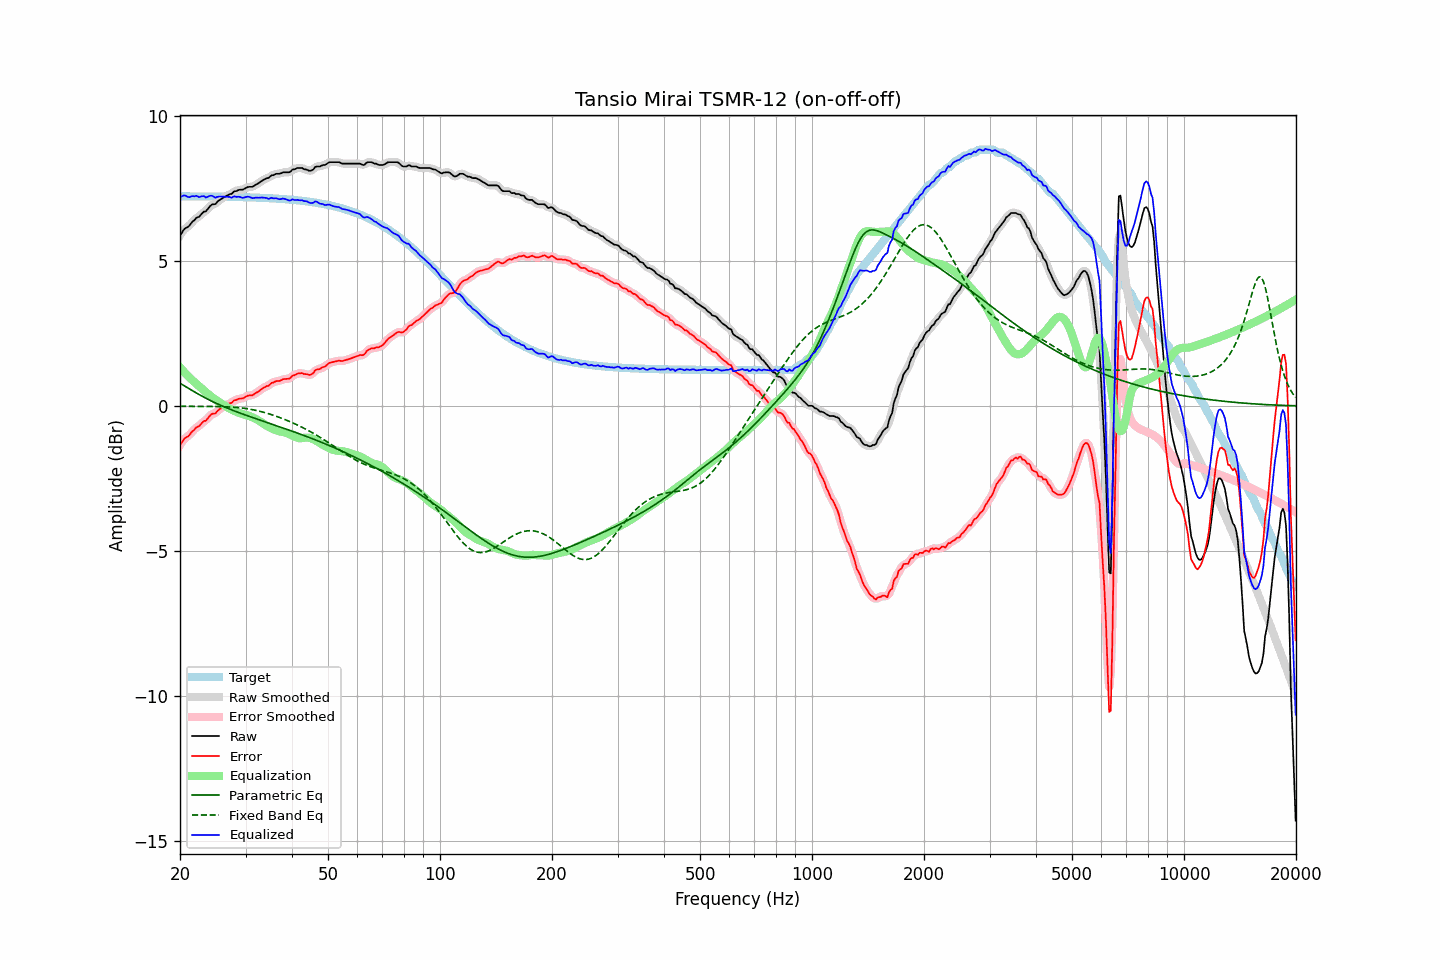 Tansio Mirai TSMR-12 (on-off-off)
10
5
0
−5
−10
−15
Amplitude (dBr)
Target
Raw Smoothed
Error Smoothed
Raw
Error
Equalization
Parametric Eq
Fixed Band Eq
Equalized
20 50 100 200 500 1000 2000 5000 10000 20000
Frequency (Hz)